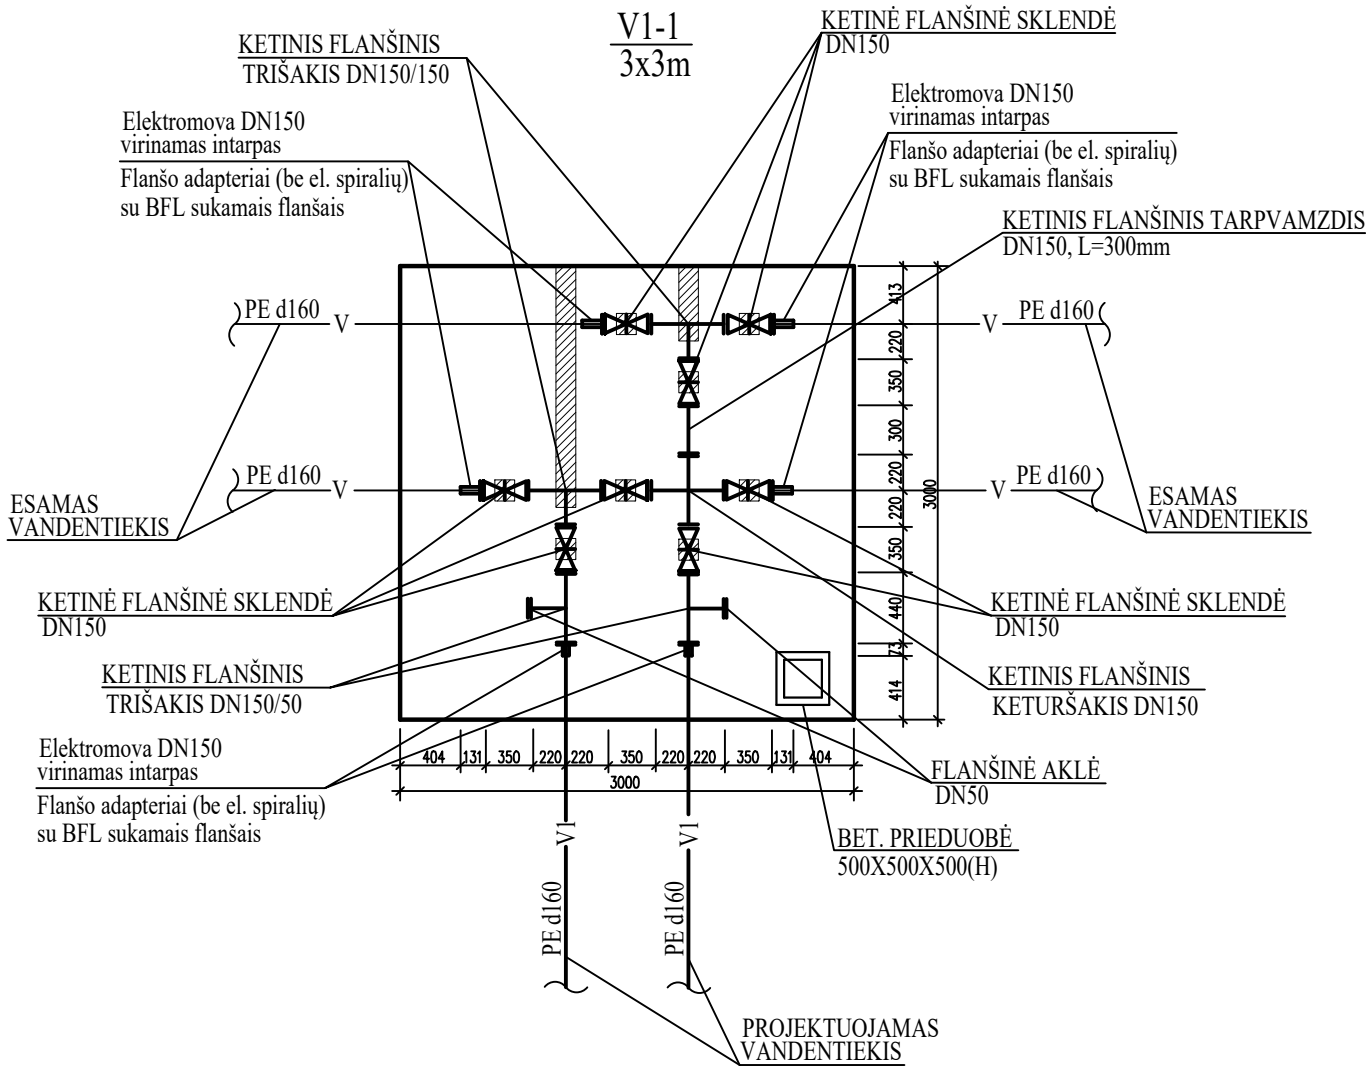 V1-1
3x3m
KETINĖ FLANŠINĖ SKLENDĖ
DN150
KETINIS FLANŠINIS
TRIŠAKIS DN150/150
Elektromova DN150
virinamas intarpas
Flanšo adapteriai (be el. spiralių)
su BFL sukamais flanšais
Elektromova DN150
virinamas intarpas
Flanšo adapteriai (be el. spiralių)
su BFL sukamais flanšais
KETINIS FLANŠINIS TARPVAMZDIS
DN150, L=300mm
PE d160 V
V PE d160
413
220
350
300
220
220
350
440
73
414
3000
PE d160 V
V PE d160
ESAMAS
VANDENTIEKIS
ESAMAS
VANDENTIEKIS
KETINĖ FLANŠINĖ SKLENDĖ
DN150
KETINĖ FLANŠINĖ SKLENDĖ
DN150
KETINIS FLANŠINIS
TRIŠAKIS DN150/50
KETINIS FLANŠINIS
KETURŠAKIS DN150
Elektromova DN150
virinamas intarpas
Flanšo adapteriai (be el. spiralių)
su BFL sukamais flanšais
404 131 350 220 220 350 220 220 350 131 404
3000
FLANŠINĖ AKLĖ
DN50
BET. PRIEDUOBĖ
500X500X500(H)
V1
V1
PE d160
PE d160
PROJEKTUOJAMAS
VANDENTIEKIS